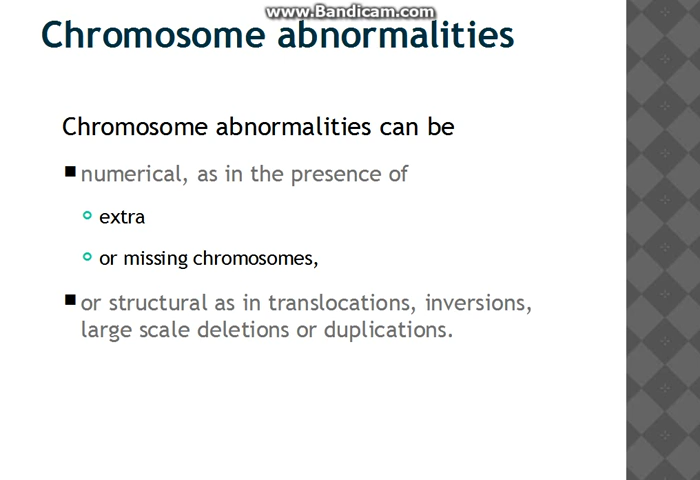 www.Bandicam.com
Chromosome abnormalities
Chromosome abnormalities can be
numerical, as in the presence of
extra
or missing chromosomes,
or structural as in translocations, inversions,
large scale deletions or duplications.